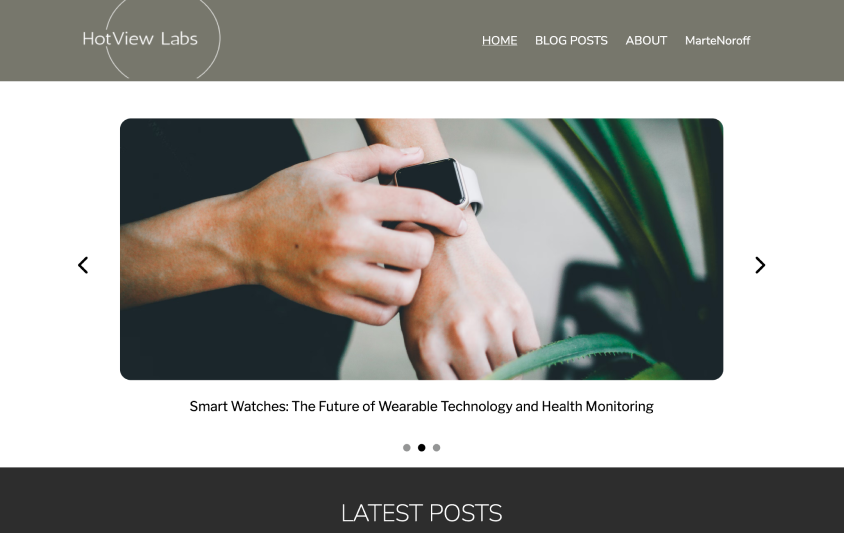 HotView Labs
HOME BLOG POSTS ABOUT MarteNoroff
Smart Watches: The Future of Wearable Technology and Health Monitoring
LATEST POSTS